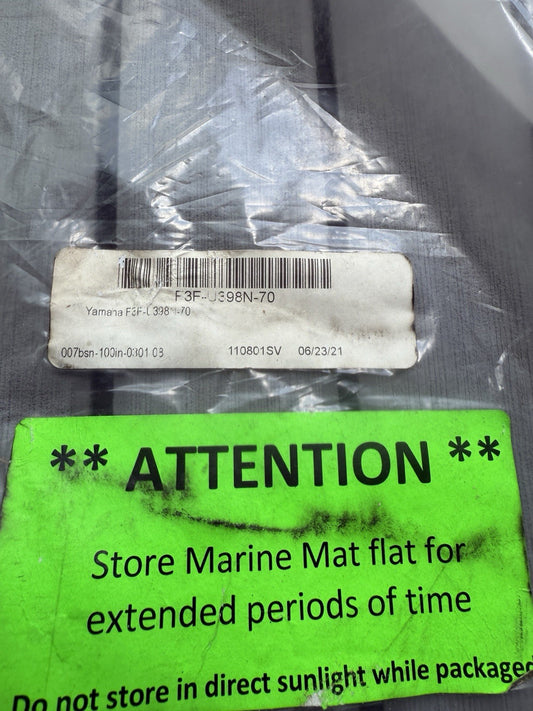 F3F-U398N-70
Yamaha F3F-U398N-70
007bsn-100in-0301 08
110801SV 06/23/21
** ATTENTION **
Store Marine Mat flat for
extended periods of time
Do not store in direct sunlight while packaged